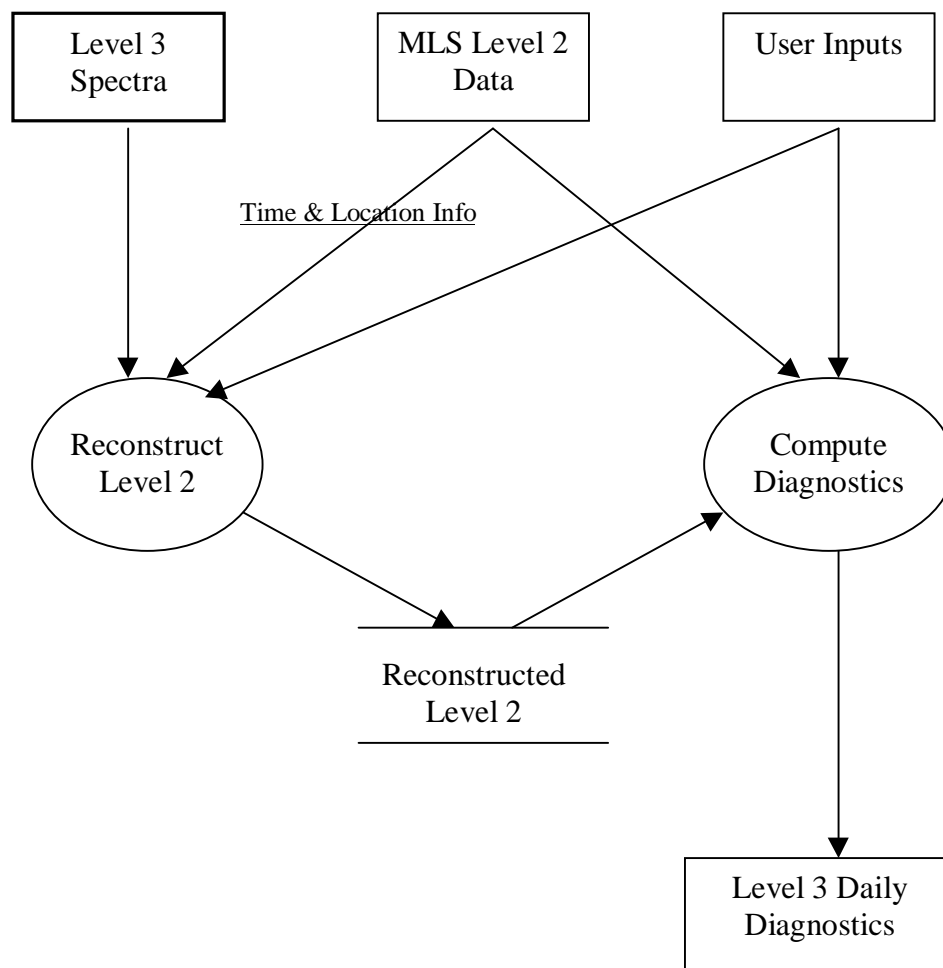 Level 3
Spectra
MLS Level 2
Data
User Inputs
Time & Location Info
Reconstruct
Level 2
Compute
Diagnostics
Reconstructed
Level 2
Level 3 Daily
Diagnostics